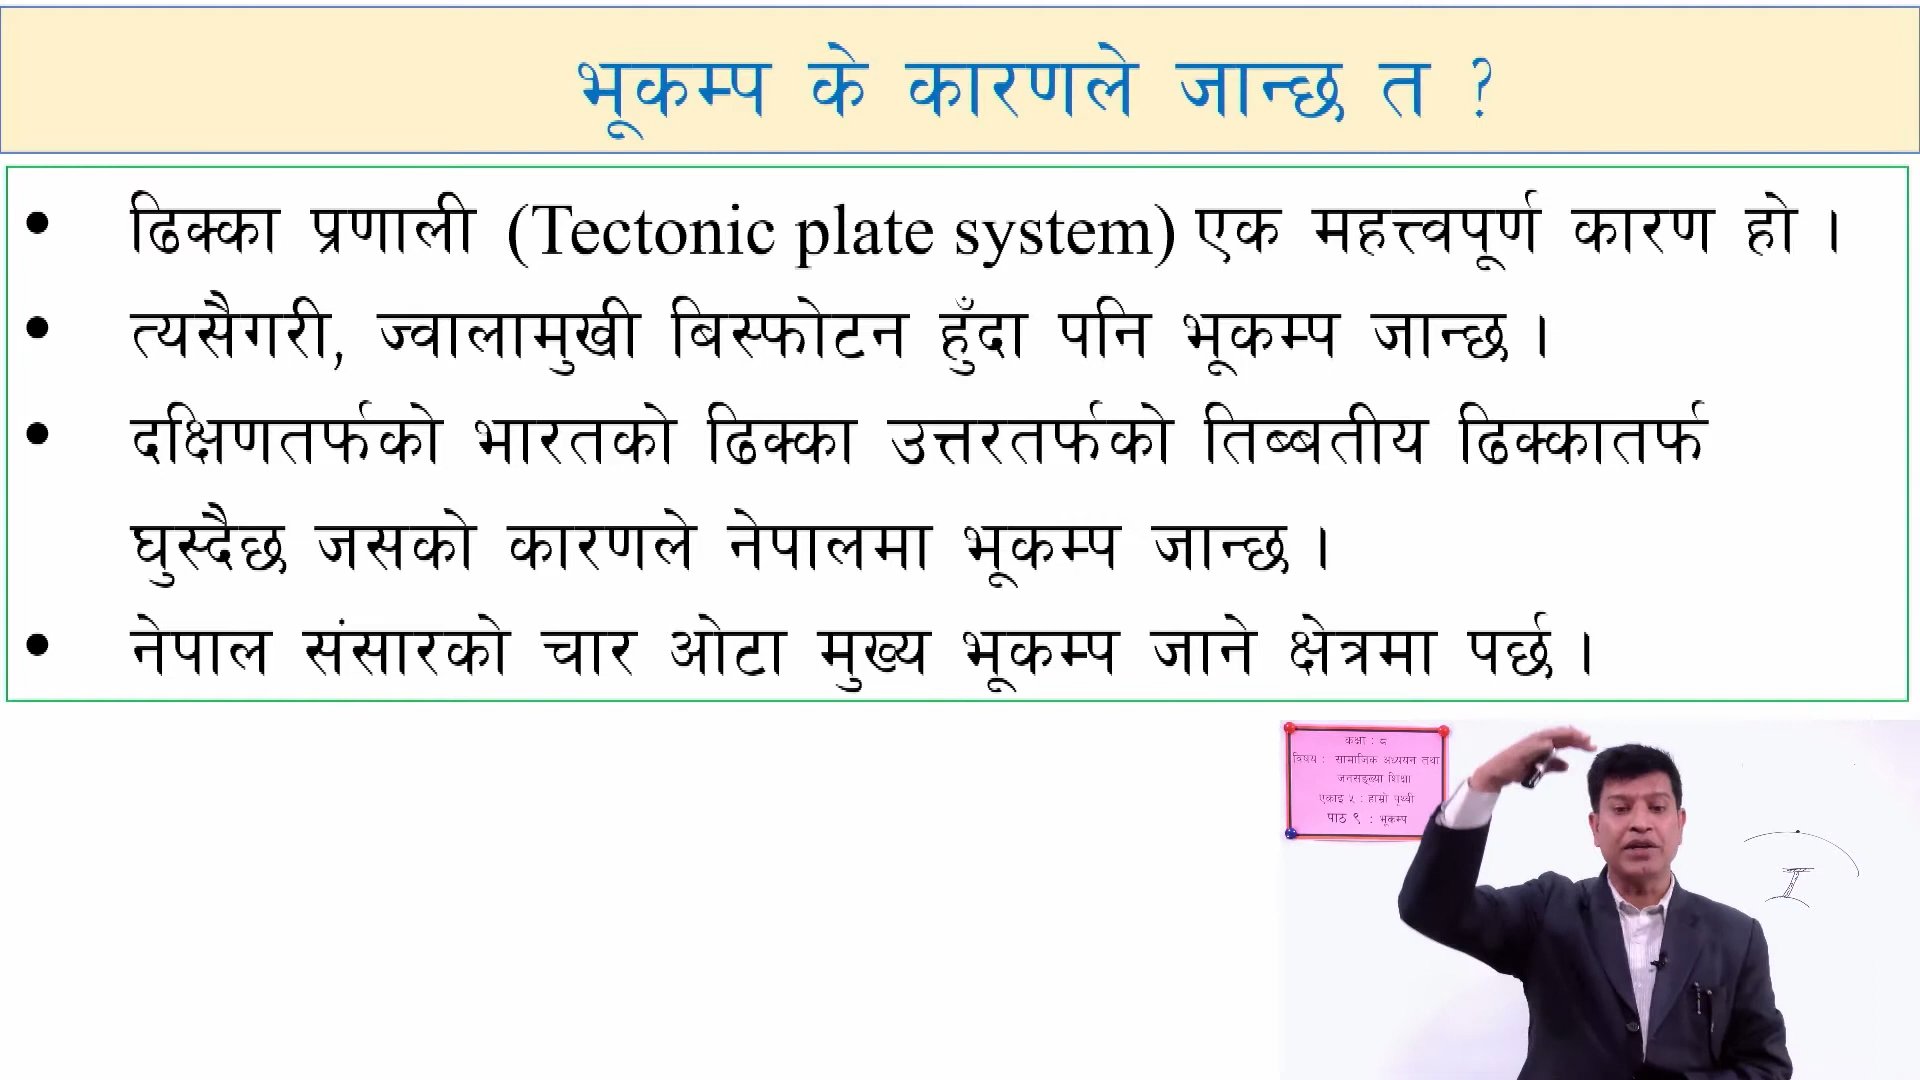 भूकम्प के कारणले जान्छ त ?
• ढिक्का प्रणाली (Tectonic plate system) एक महत्त्वपूर्ण कारण हो ।
• त्यसैगरी, ज्वालामुखी बिस्फोटन हुँदा पनि भूकम्प जान्छ ।
• दक्षिणतर्फको भारतको ढिक्का उत्तरतर्फको तिब्बतीय ढिक्कातर्फ
घुस्दैछ जसको कारणले नेपालमा भूकम्प जान्छ ।
• नेपाल संसारको चार ओटा मुख्य भूकम्प जाने क्षेत्रमा पर्छ ।
कक्षा : ८
विषय : सामाजिक अध्ययन तथा
जनसङ्ख्या शिक्षा
एकाइ ५ : हाम्रो पृथ्वी
पाठ ९ : भूकम्प